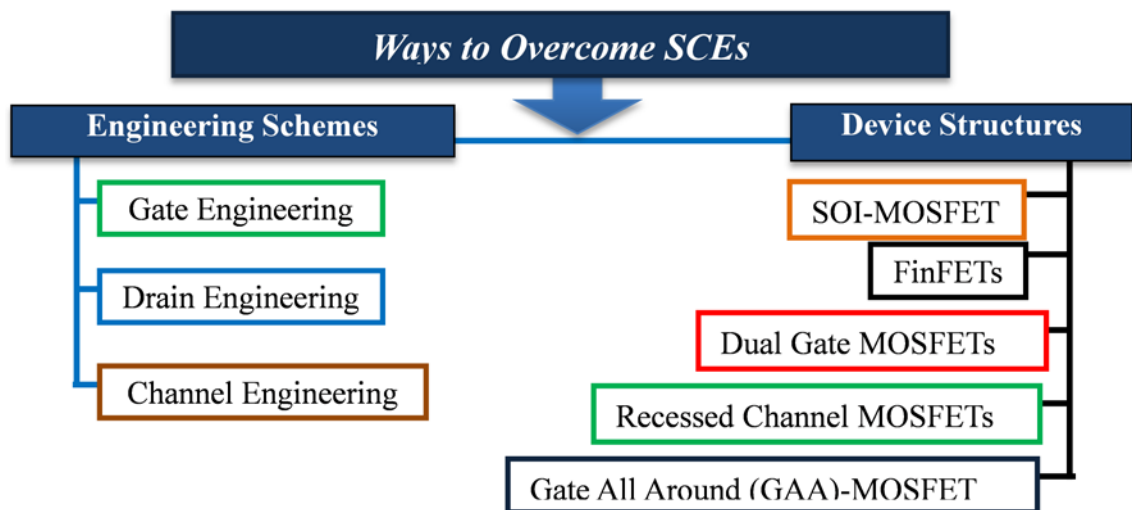 Ways to Overcome SCEs
Engineering Schemes
Gate Engineering
Drain Engineering
Channel Engineering
Device Structures
SOI-MOSFET
FinFETs
Dual Gate MOSFETs
Recessed Channel MOSFETs
Gate All Around (GAA)-MOSFET